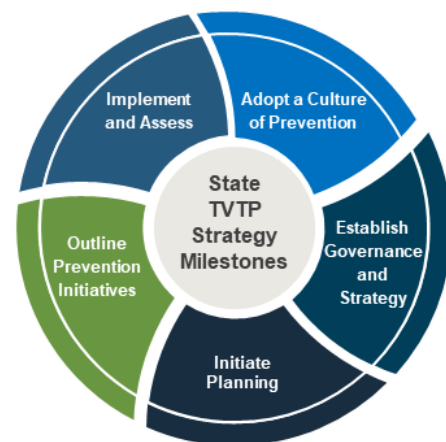 State
TVTP
Strategy
Milestones
Adopt a Culture
of Prevention
Establish
Governance
and
Strategy
Initiate
Planning
Outline
Prevention
Initiatives
Implement
and Assess